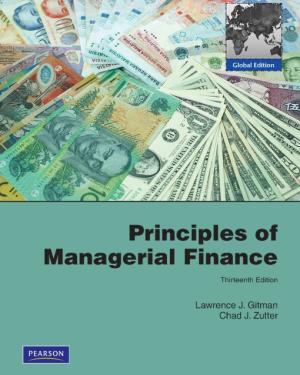 Global Edition
Principles of
Managerial Finance
Thirteenth Edition
Lawrence J. Gitman
Chad J. Zutter
PEARSON